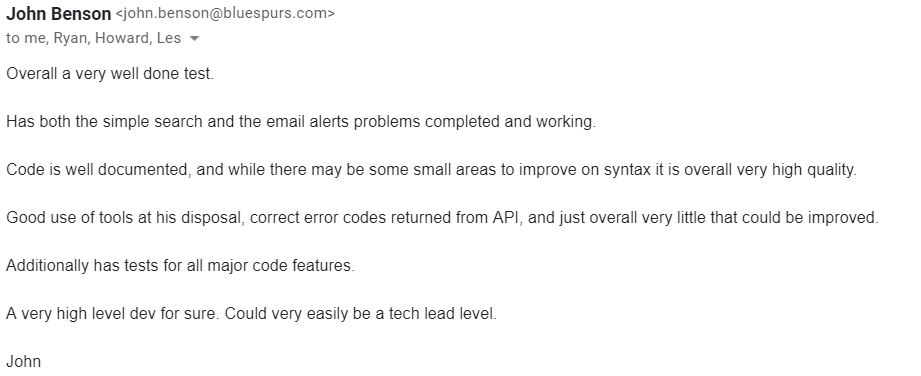 John Benson <john.benson@bluespurs.com>
to me, Ryan, Howard, Les
Overall a very well done test.
Has both the simple search and the email alerts problems completed and working.
Code is well documented, and while there may be some small areas to improve on syntax it is overall very high quality.
Good use of tools at his disposal, correct error codes returned from API, and just overall very little that could be improved.
Additionally has tests for all major code features.
A very high level dev for sure. Could very easily be a tech lead level.
John